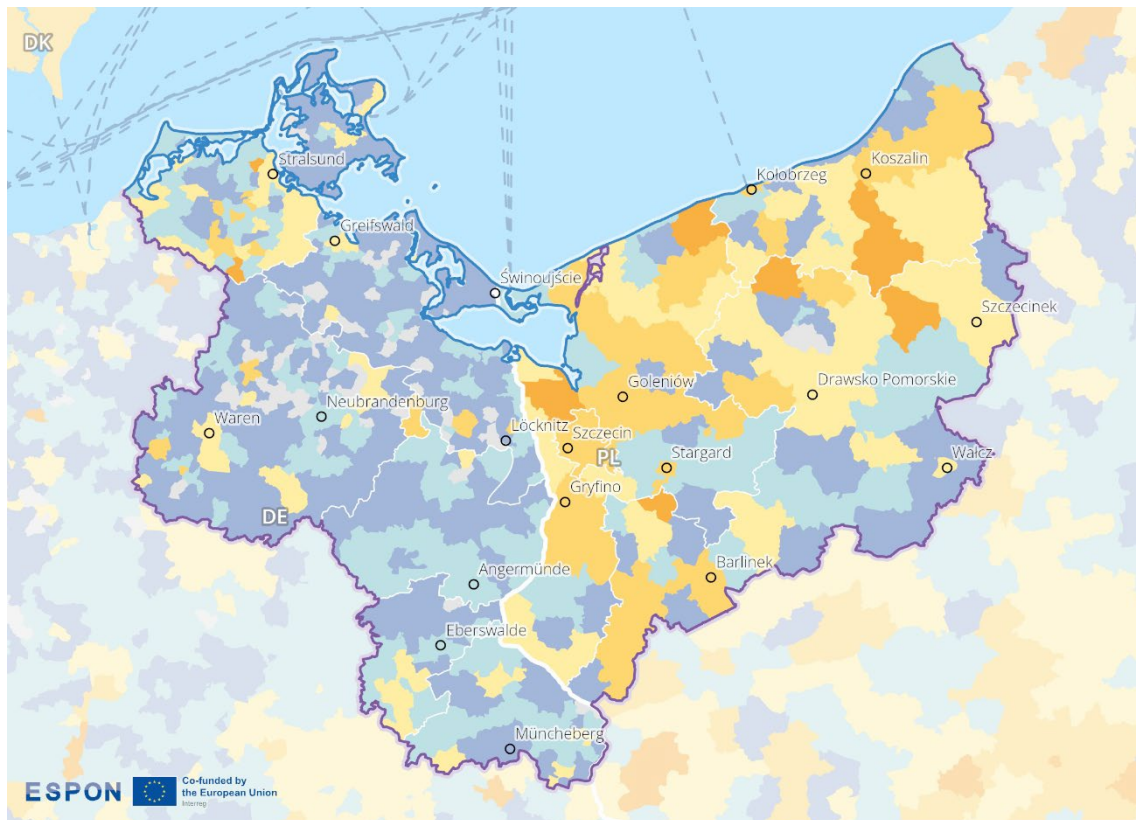 DK
Stralsund
Koszalin
Kołobrzeg
Greifswald
Świnoujście
Szczecinek
Goleniów
Drawsko Pomorskie
Neubrandenburg
Waren
Löcknitz
Szczecin
PL
Stargard
Wałcz
Gryfino
DE
Barlinek
Angermünde
Eberswalde
Müncheberg
ESPON
Co-funded by
the European Union
Interreg